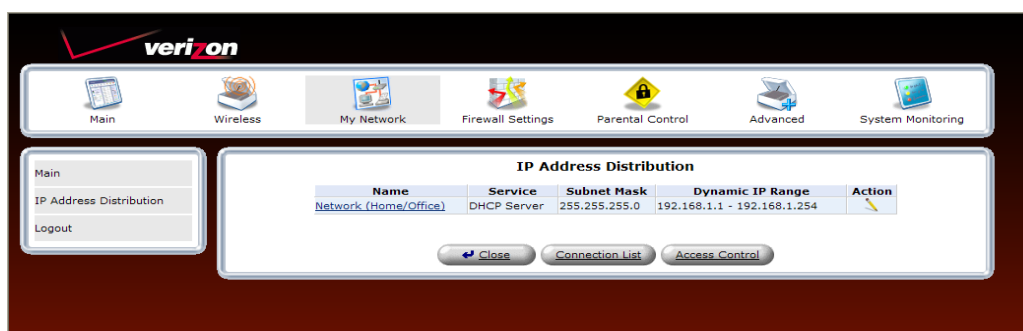 verizon
Main Wireless My Network Firewall Settings Parental Control Advanced System Monitoring
Main
IP Address Distribution
Logout
IP Address Distribution
Name Service Subnet Mask Dynamic IP Range Action
Network (Home/Office) DHCP Server 255.255.255.0 192.168.1.1 - 192.168.1.254
Close Connection List Access Control